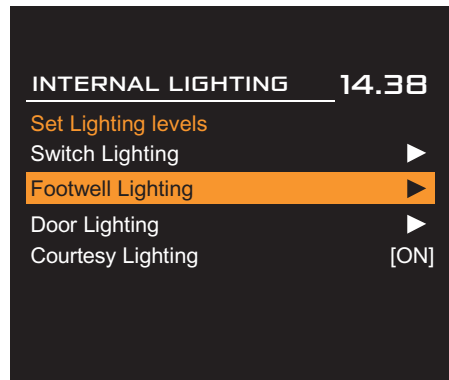 INTERNAL LIGHTING 14.38
Set Lighting levels
Switch Lighting
Footwell Lighting
Door Lighting
Courtesy Lighting [ON]